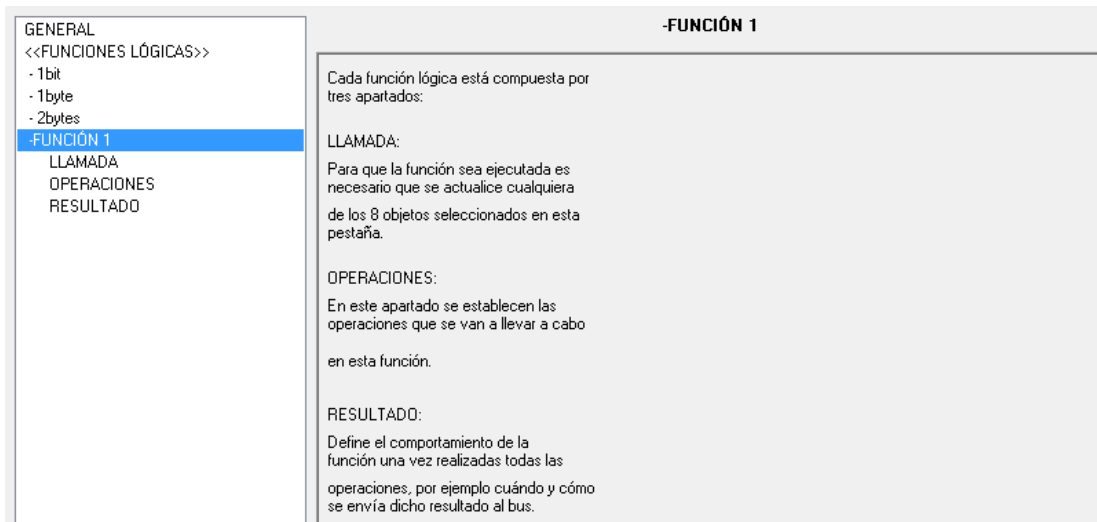 GENERAL
<<FUNCIONES LÓGICAS>>
- 1bit
- 1byte
- 2bytes
-FUNCIÓN 1
LLAMADA
OPERACIONES
RESULTADO
-FUNCIÓN 1
Cada función lógica está compuesta por
tres apartados:
LLAMADA:
Para que la función sea ejecutada es
necesario que se actualice cualquiera
de los 8 objetos seleccionados en esta
pestaña.
OPERACIONES:
En este apartado se establecen las
operaciones que se van a llevar a cabo
en esta función.
RESULTADO:
Define el comportamiento de la
función una vez realizadas todas las
operaciones, por ejemplo cuándo y cómo
se envía dicho resultado al bus.